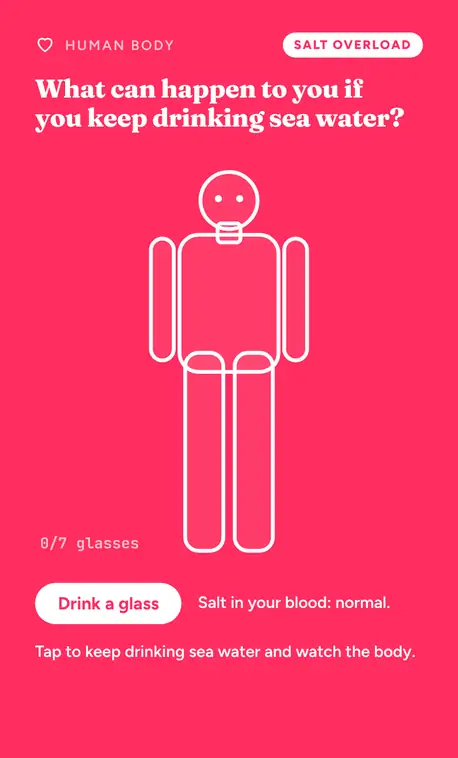 HUMAN BODY
SALT OVERLOAD
What can happen to you if
you keep drinking sea water?
0/7 glasses
Drink a glass
Salt in your blood: normal.
Tap to keep drinking sea water and watch the body.